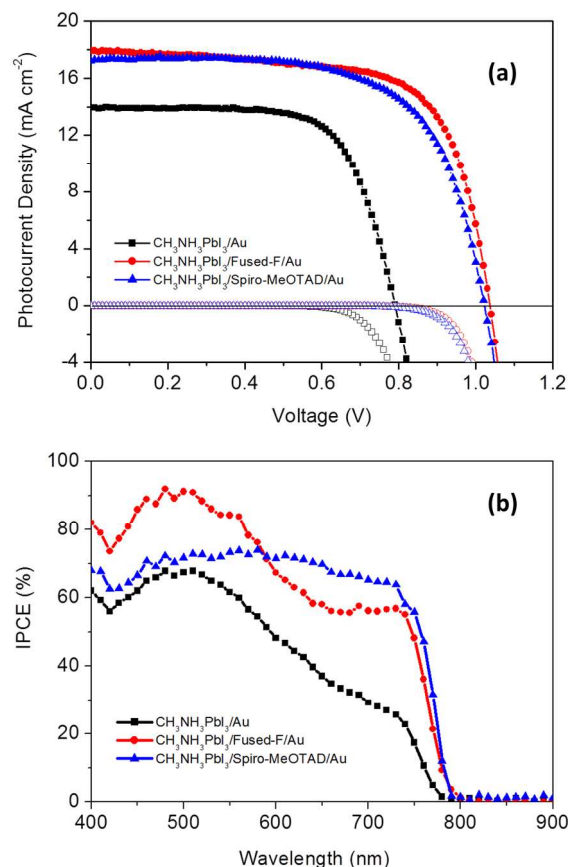 20
16
12
8
4
0
-4
Photocurrent Density (mA cm⁻²)
(a)
CH₃NH₃PbI₃/Au
CH₃NH₃PbI₃/Fused-F/Au
CH₃NH₃PbI₃/Spiro-MeOTAD/Au
0.0 0.2 0.4 0.6 0.8 1.0 1.2
Voltage (V)
100
80
60
40
20
0
IPCE (%)
(b)
CH₃NH₃PbI₃/Au
CH₃NH₃PbI₃/Fused-F/Au
CH₃NH₃PbI₃/Spiro-MeOTAD/Au
400 500 600 700 800 900
Wavelength (nm)